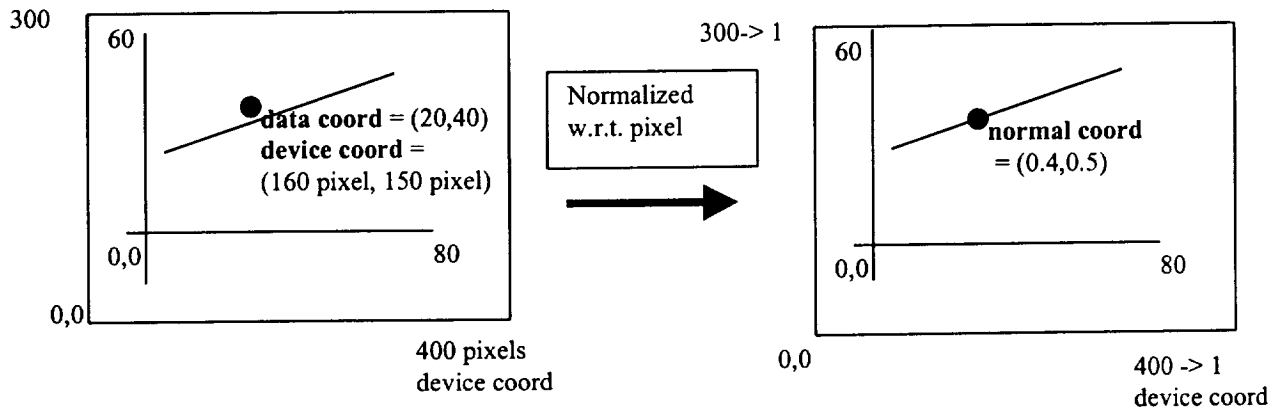 300
60
data coord = (20,40)
device coord =
(160 pixel, 150 pixel)
0,0
80
0,0
400 pixels
device coord
Normalized
w.r.t. pixel
300-> 1
60
normal coord
= (0.4,0.5)
0,0
80
0,0
400 -> 1
device coord